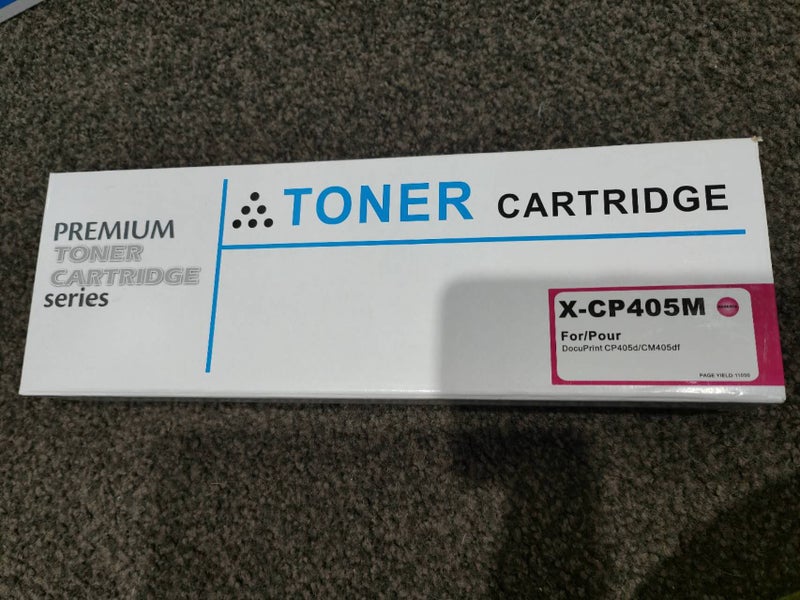 PREMIUM
TONER
CARTRIDGE
series
TONER CARTRIDGE
X-CP405M
For/Pour
DocuPrint CP405d/CM405df
PAGE YIELD: 11000